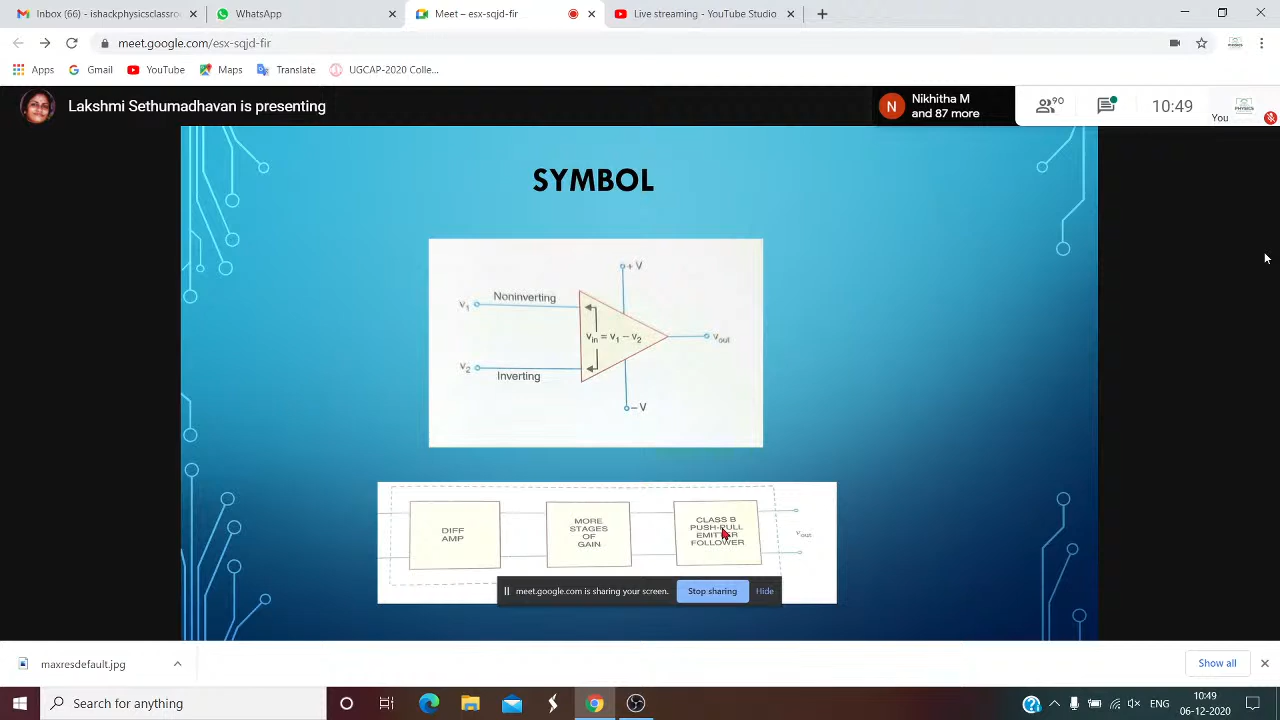 Inbox (66) - ishackphysicsassoc
WhatsApp
Meet – esx-sqjd-fir
Live streaming - YouTube Studio
meet.google.com/esx-sqjd-fir
Apps
Gmail
YouTube
Maps
Translate
UGCAP-2020 Colle...
Lakshmi Sethumadhavan is presenting
N
Nikhitha M
and 87 more
90
10:49
PHYSICS
You
SYMBOL
+ V
v1
Noninverting
vin = v1 – v2
vout
v2
Inverting
– V
DIFF
AMP
MORE
STAGES
OF
GAIN
CLASS B
PUSH-PULL
EMITTER
FOLLOWER
vout
meet.google.com is sharing your screen.
Stop sharing
Hide
maxresdefault.jpg
Show all
Search for anything
ENG
10:49
06-12-2020